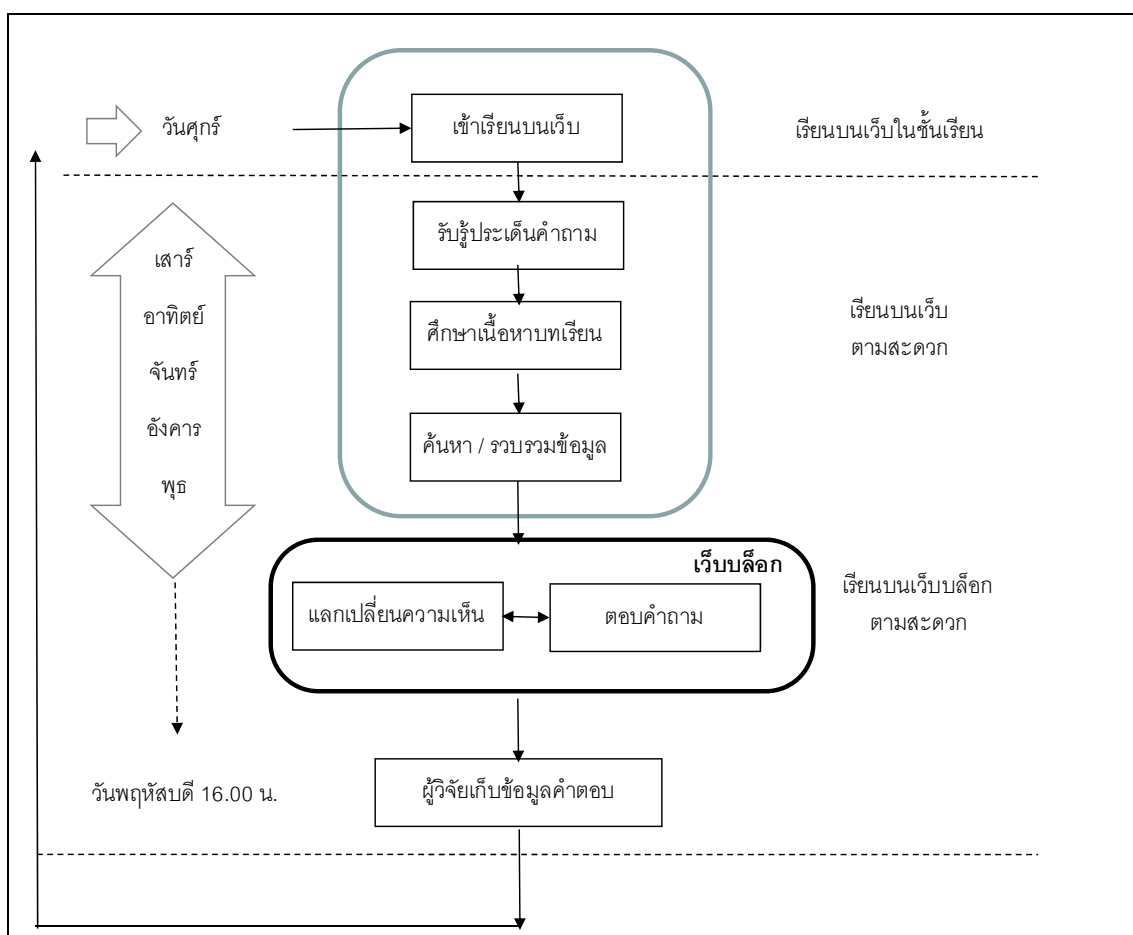 วันศุกร์
เข้าเรียนบนเว็บ
เรียนบนเว็บในชั้นเรียน
รับรู้ประเด็นคำถาม
เสาร์
อาทิตย์
จันทร์
อังคาร
พุธ
ศึกษาเนื้อหาบทเรียน
เรียนบนเว็บ
ตามสะดวก
ค้นหา / รวบรวมข้อมูล
เว็บบล็อก
แลกเปลี่ยนความเห็น
ตอบคำถาม
เรียนบนเว็บบล็อก
ตามสะดวก
วันพฤหัสบดี 16.00 น.
ผู้วิจัยเก็บข้อมูลคำตอบ